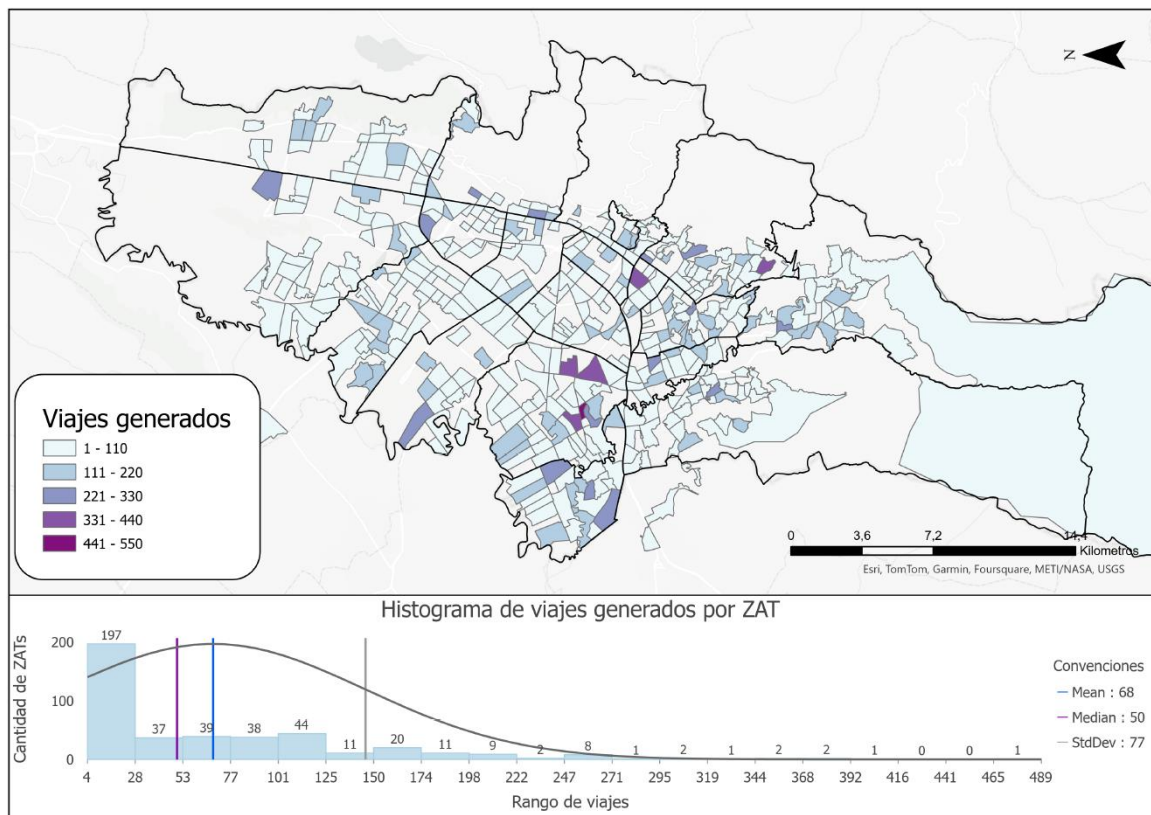 N
Viajes generados
1 - 110
111 - 220
221 - 330
331 - 440
441 - 550
0 3,6 7,2 14,4
Kilometros
Esri, TomTom, Garmin, Foursquare, METI/NASA, USGS
Histograma de viajes generados por ZAT
Cantidad de ZATs
200
100
0
197 37 39 38 44 11 20 11 9 2 8 1 2 1 2 2 1 0 0 1
4 28 53 77 101 125 150 174 198 222 247 271 295 319 344 368 392 416 441 465 489
Rango de viajes
Convenciones
Mean : 68
Median : 50
StdDev : 77